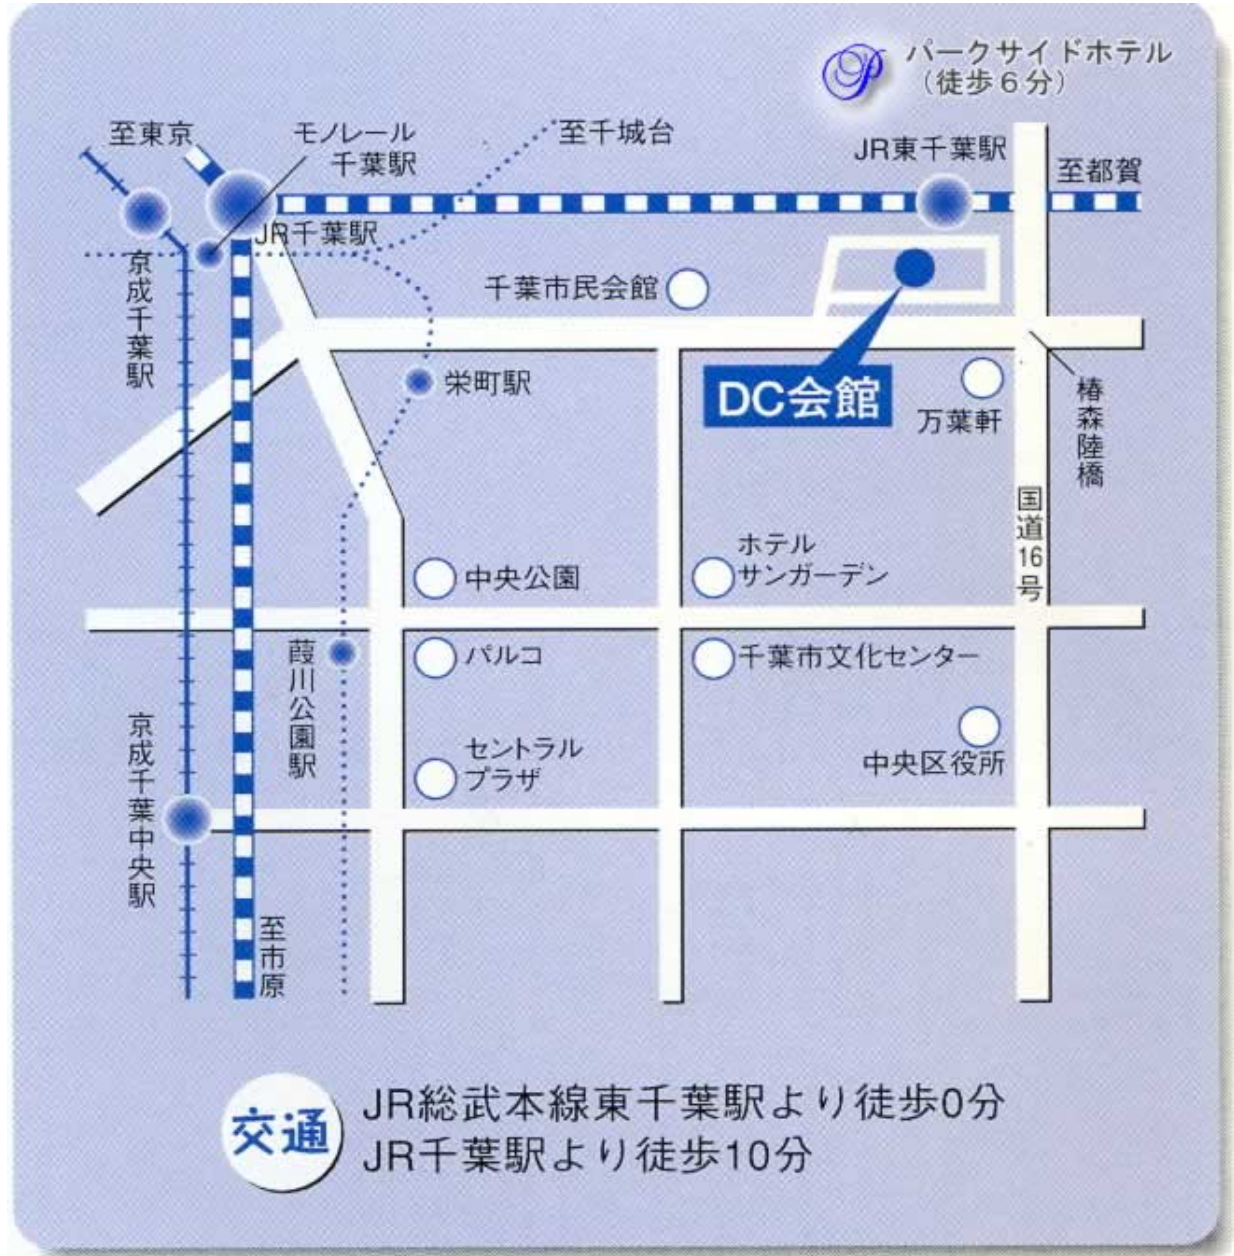 パークサイドホテル
（徒歩６分）
至東京
モノレール
千葉駅
至千城台
JR東千葉駅
至都賀
JR千葉駅
京成千葉駅
千葉市民会館
栄町駅
DC会館
万葉軒
椿森陸橋
国道16号
ホテル
サンガーデン
中央公園
葭川公園駅
パルコ
千葉市文化センター
京成千葉中央駅
セントラル
プラザ
中央区役所
至市原
交通
JR総武本線東千葉駅より徒歩0分
JR千葉駅より徒歩10分